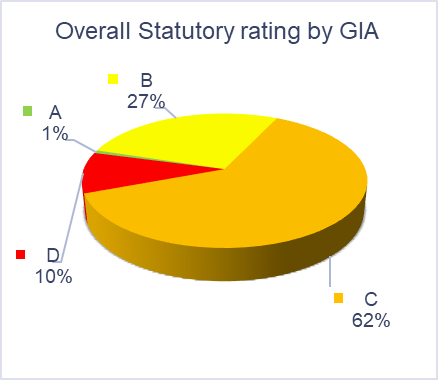 Overall Statutory rating by GIA
B
27%
A
1%
D
10%
C
62%